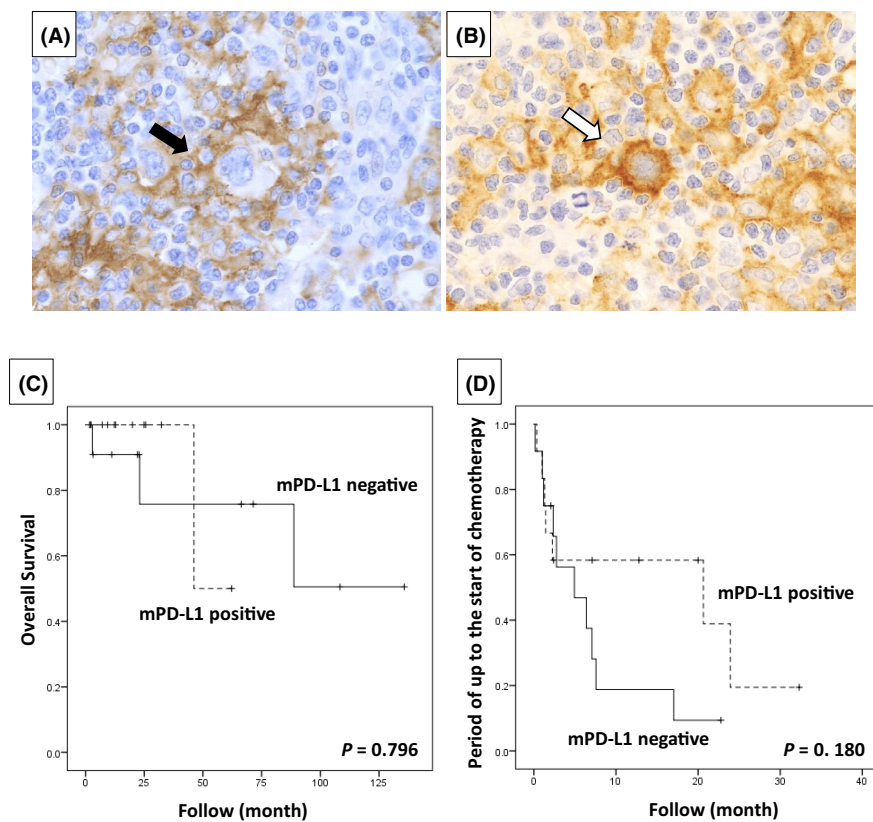 (A)
(B)
(C)
Overall Survival
1.0
0.8
0.6
0.4
0.2
0.0
mPD-L1 negative
mPD-L1 positive
P = 0.796
0
25
50
75
100
125
Follow (month)
(D)
Period of up to the start of chemotherapy
1.0
0.8
0.6
0.4
0.2
0.0
mPD-L1 positive
mPD-L1 negative
P = 0. 180
0
10
20
30
40
Follow (month)